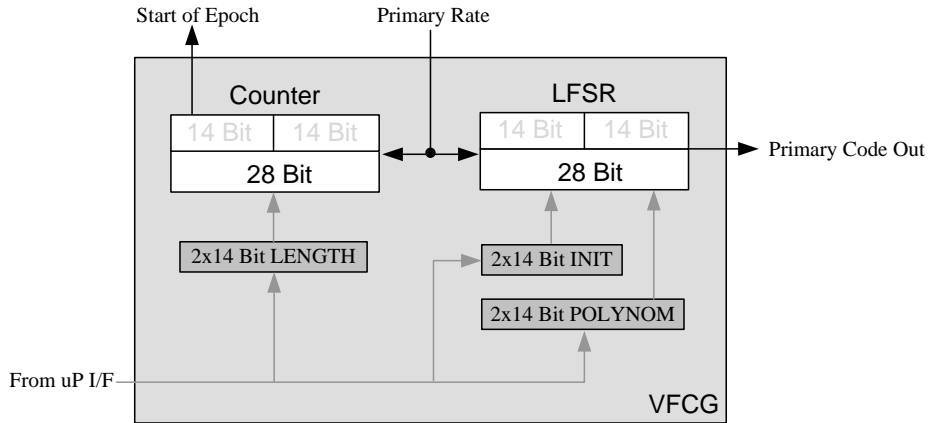 Start of Epoch
Primary Rate
Counter
LFSR
14 Bit
14 Bit
14 Bit
14 Bit
Primary Code Out
28 Bit
28 Bit
2x14 Bit LENGTH
2x14 Bit INIT
2x14 Bit POLYNOM
From uP I/F
VFCG